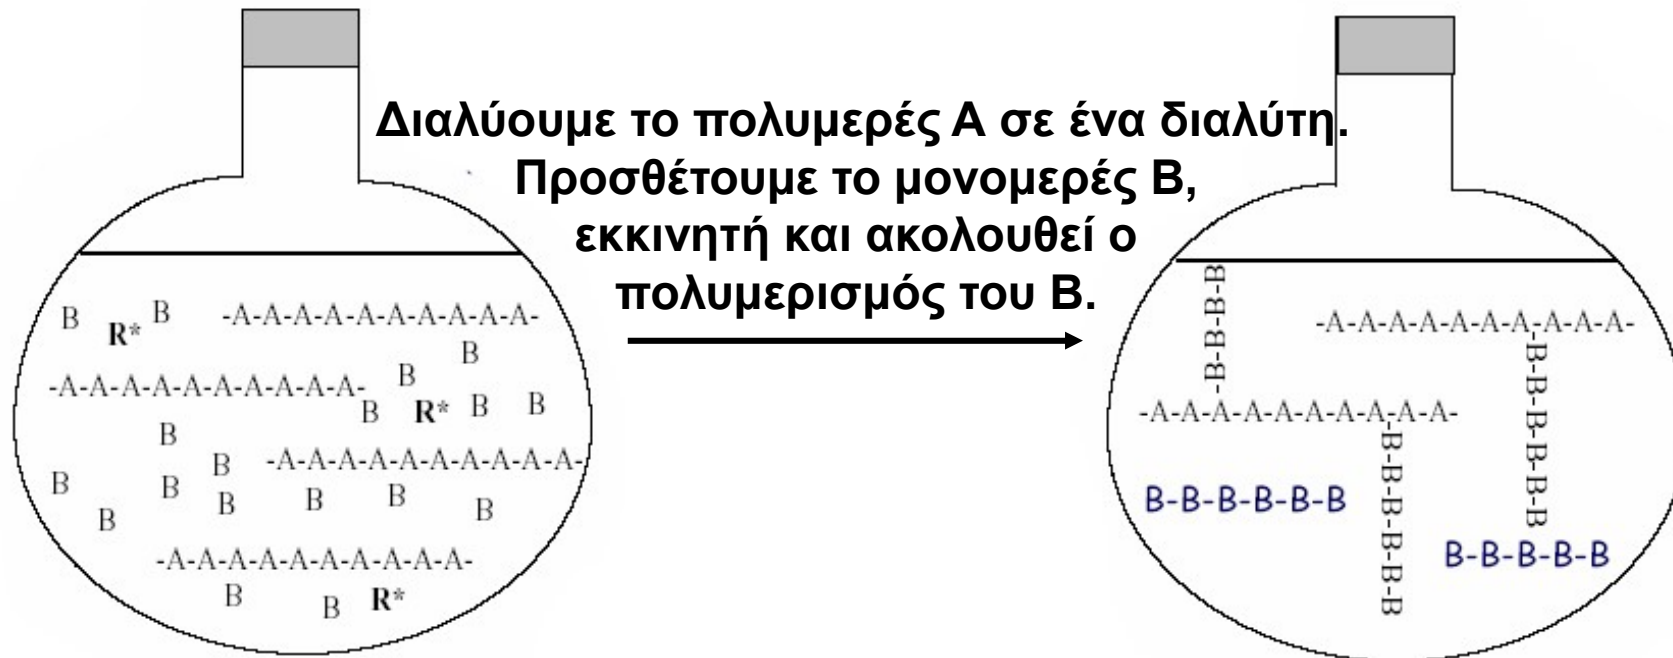 Διαλύουμε το πολυμερές Α σε ένα διαλύτη.
Προσθέτουμε το μονομερές Β,
εκκινητή και ακολουθεί ο
πολυμερισμός του Β.
B R* B -A-A-A-A-A-A-A-A-A-A-
B
-A-A-A-A-A-A-A-A-A-A- B
B R* B B
B
B -A-A-A-A-A-A-A-A-A-A-
B B B B B B
B
-A-A-A-A-A-A-A-A-A-A-
B B R*
-B-B-B-B
-A-A-A-A-A-A-A-A-A-A-
-B-B-B-B-B-B-B
-A-A-A-A-A-A-A-A-A-A-
-B-B-B-B-B-B-B
B-B-B-B-B-B
B-B-B-B-B